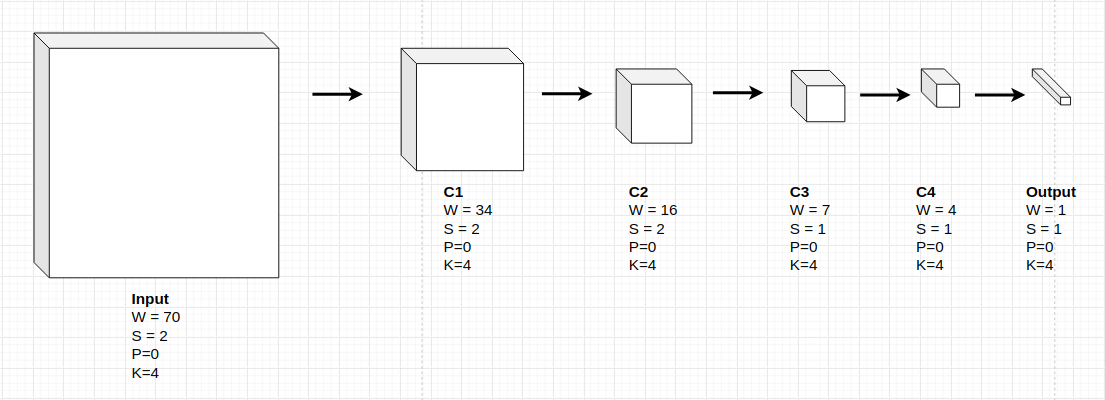 Input
W = 70
S = 2
P=0
K=4
C1
W = 34
S = 2
P=0
K=4
C2
W = 16
S = 2
P=0
K=4
C3
W = 7
S = 1
P=0
K=4
C4
W = 4
S = 1
P=0
K=4
Output
W = 1
S = 1
P=0
K=4